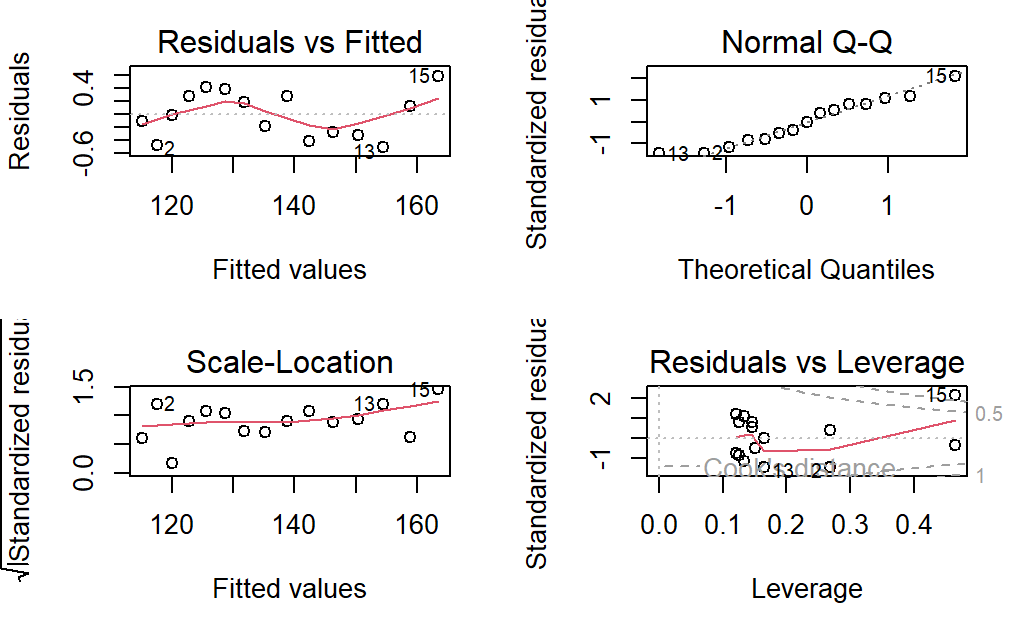 Residuals vs Fitted
Residuals
-0.6 0.4
15
2
13
120 140 160
Fitted values
Normal Q-Q
Standardized residua
-1 1
15
13
2
-1 0 1
Theoretical Quantiles
Scale-Location
√|Standardized residua
0.0 1.5
2
13
15
120 140 160
Fitted values
Residuals vs Leverage
Standardized residua
-1 2
15
13
2
Cook's distance
0.5
1
0.0 0.1 0.2 0.3 0.4
Leverage